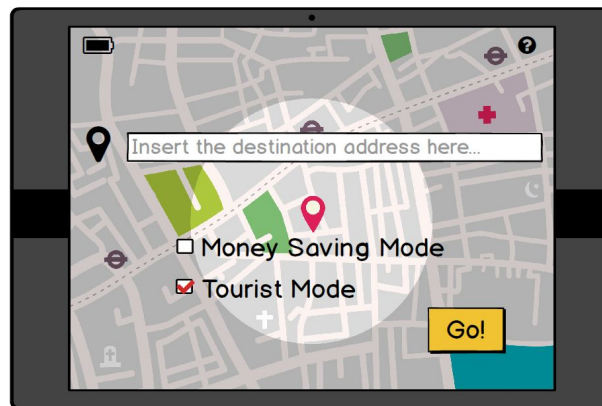 Insert the destination address here...
Money Saving Mode
Tourist Mode
Go!